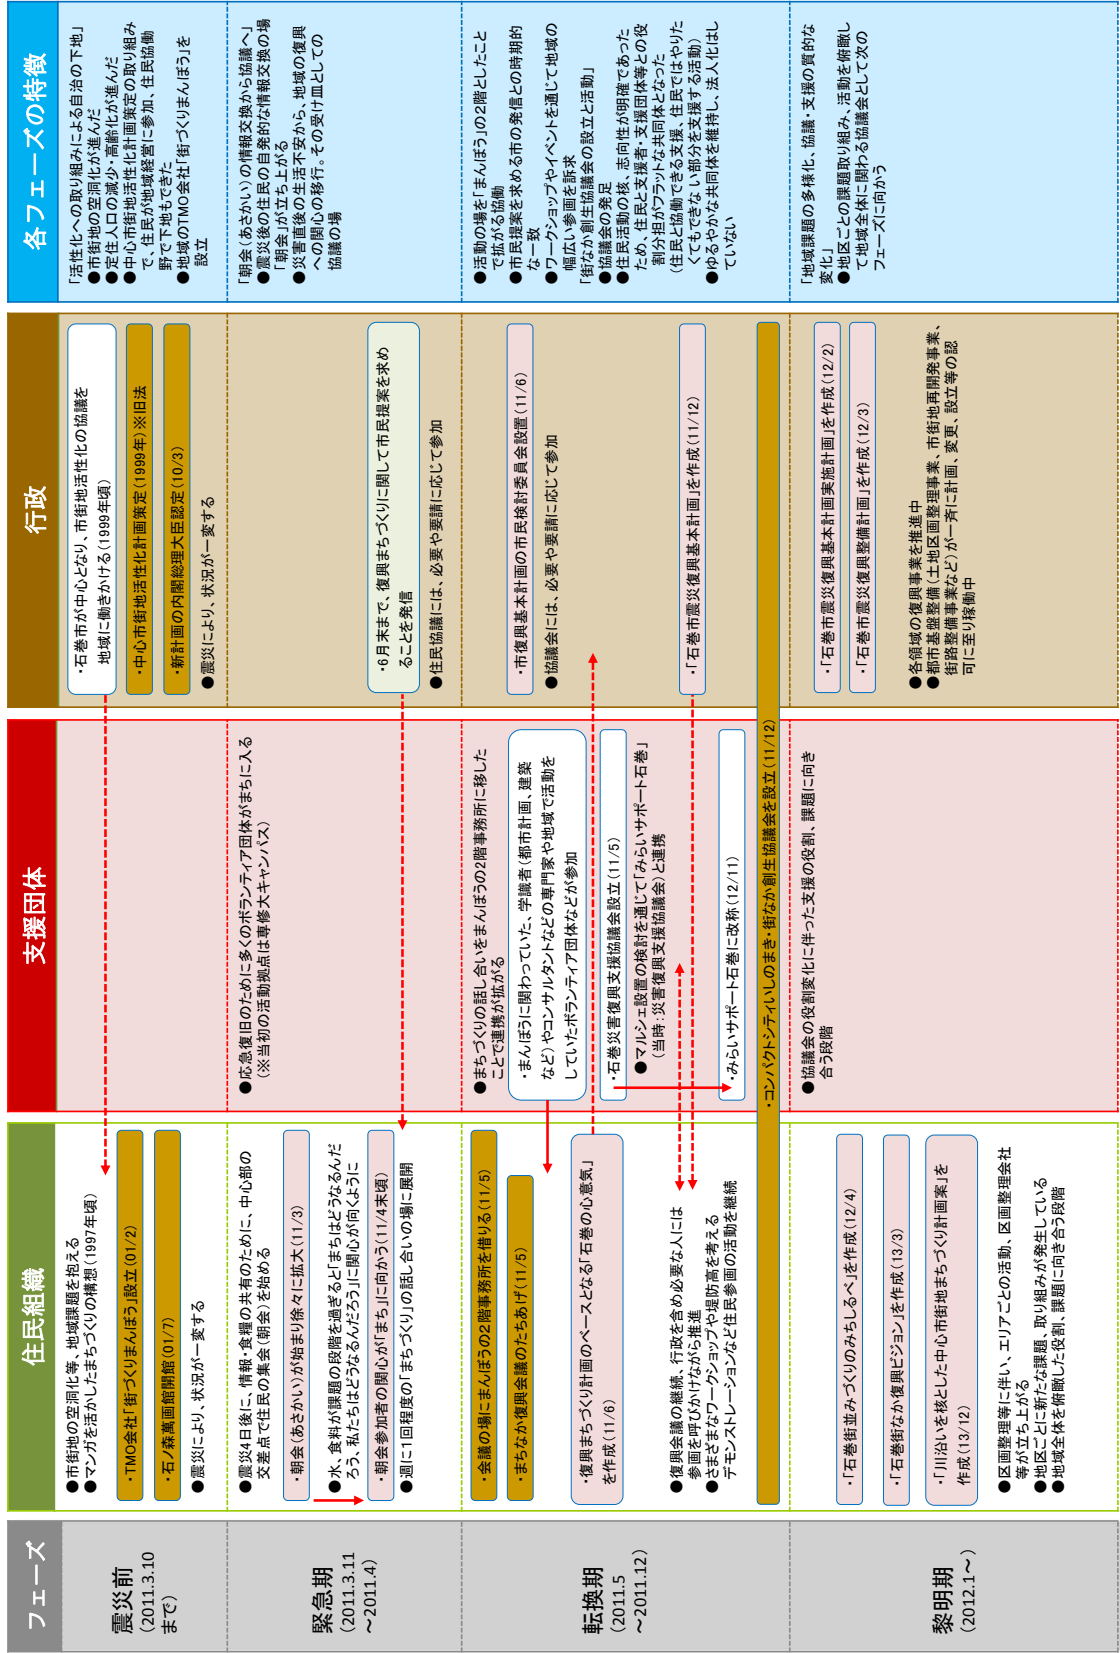 フェーズ
住民組織
支援団体
行政
各フェーズの特徴
震災前
(2011.3.10
まで)
●市街地の空洞化等、地域課題を抱える
●マンガを活かしたまちづくりの構想(1997年頃)
・TMO会社「街づくりまんぼう」設立(01/2)
・石ノ森萬画館開館(01/7)
●震災により、状況が一変する
・石巻市が中心となり、市街地活性化の協議を
地域に働きかける(1999年頃)
・中心市街地活性化計画策定(1999年)※旧法
・新計画の内閣総理大臣認定(10/3)
●震災により、状況が一変する
「活性化への取り組みによる自治の下地」
●市街地の空洞化が進んだ
●定住人口の減少・高齢化が進んだ
●中心市街地活性化計画策定の取り組み
で、住民が地域経営に参加、住民協働
野で下地もできた
●地域のTMO会社「街づくりまんぼう」を
設立
緊急期
(2011.3.11
～2011.4)
●震災4日後に、情報・食糧の共有のために、中心部の
交差点で住民の集会(朝会)を始める
・朝会(あさかい)が始まり徐々に拡大(11/3)
●水、食料が課題の段階を過ぎると「まちはどうなるんだ
ろう、私たちはどうなるんだろう」に関心が向くように
・朝会参加者の関心が「まち」に向かう(11/4末頃)
●週に1回程度の「まちづくり」の話し合いの場に展開
●応急復旧のために多くのボランティア団体がまちに入る
(※当初の活動拠点は専修大キャンパス)
・6月末まで、復興まちづくりに関して市民提案を求め
ることを発信
●住民協議には、必要や要請に応じて参加
「朝会(あさかい)の情報交換から協議へ」
●震災後の住民の自発的な情報交換の場
「朝会」が立ち上がる
●災害直後の生活不安から、地域の復興
への関心の移行。その受け皿としての
協議の場
転換期
(2011.5
～2011.12)
・会議の場にまんぼうの2階事務所を借りる(11/5)
・まちなか復興会議のたちあげ(11/5)
・復興まちづくり計画のベースとなる「石巻の心意気」
を作成(11/6)
●復興会議の継続、行政を含め必要な人には
参画を呼びかけながら推進
●さまざまなワークショップや堤防高を考える
デモンストレーションなど住民参画の活動を継続
●まちづくりの話し合いをまんぼうの2階事務所に移した
ことで連携が拡がる
・まんぼうに関わっていた、学識者(都市計画、建築
など)やコンサルタントなどの専門家や地域で活動を
していたボランティア団体などが参加
・石巻災害復興支援協議会設立(11/5)
●マルシェ設置の検討を通じて「みらいサポート石巻」
(当時:災害復興支援協議会)と連携
・みらいサポート石巻に改称(12/11)
・コンパクトシティいしのまき・街なか創生協議会を設立(11/12)
・市復興基本計画の市民検討委員会設置(11/6)
●協議会には、必要や要請に応じて参加
・「石巻市震災復興基本計画」を作成(11/12)
●活動の場を「まんぼう」の2階としたこと
で拡がる協働
●市民提案を求める市の発信との時期的
な一致
●ワークショップやイベントを通じて地域の
幅広い参画を訴求
「街なか創生協議会の設立と活動」
●協議会の発足
●住民活動の核、志向性が明確であった
ため、住民と支援者・支援団体等との役
割分担がフラットな共同体となった
(住民と協働できる支援、住民ではやりた
くてもできない部分を支援する活動)
●ゆるやかな共同体を維持し、法人化はし
ていない
黎明期
(2012.1～)
・「石巻街並みづくりのみちしるべ」を作成(12/4)
・「石巻街なか復興ビジョン」を作成(13/3)
・「川沿いを核とした中心市街地まちづくり計画案」を
作成(13/12)
●区画整理等に伴い、エリアごとの活動、区画整理会社
等が立ち上がる
●地区ごとに新たな課題、取り組みが発生している
●地域全体を俯瞰した役割、課題に向き合う段階
●協議会の役割変化に伴った支援の役割、課題に向き
合う段階
・「石巻市震災復興基本計画実施計画」を作成(12/2)
・「石巻市震災復興整備計画」を作成(12/3)
●各領域の復興事業を推進中
●都市基盤整備(土地区画整理事業、市街地再開発事業、
街路整備事業など)が一斉に計画、変更、設立等の認
可に至り稼働中
「地域課題の多様化、協議・支援の質的な
変化」
●地区ごとの課題取り組み、活動を俯瞰し
て地域全体に関わる協議会として次の
フェーズに向かう